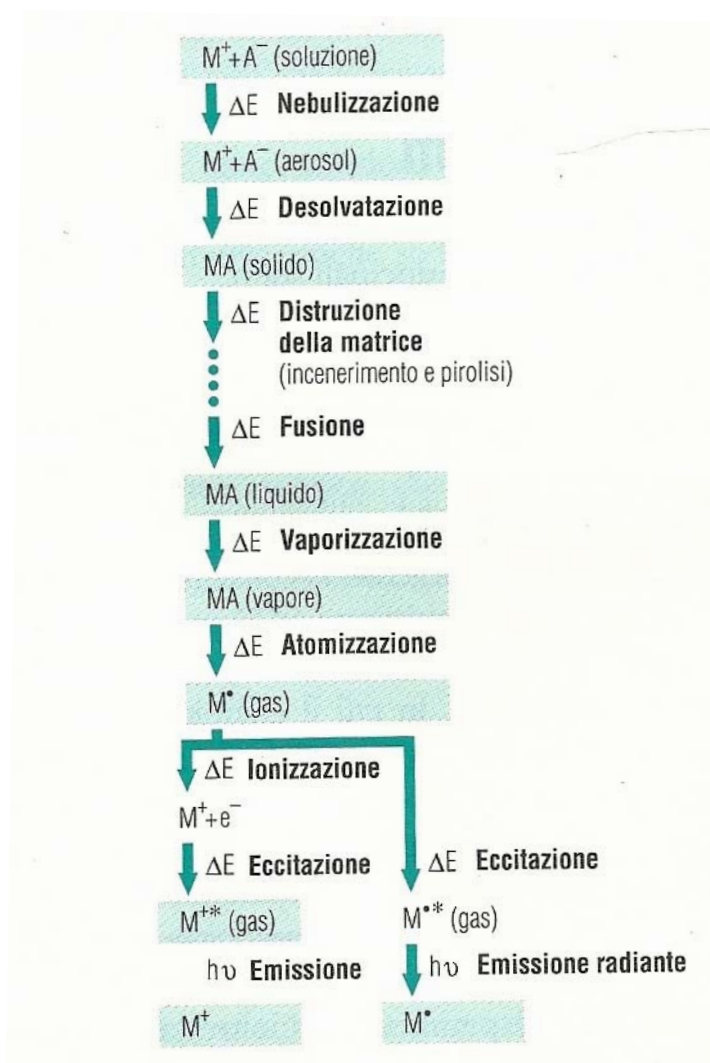 M⁺+A⁻ (soluzione)
ΔE Nebulizzazione
M⁺+A⁻ (aerosol)
ΔE Desolvatazione
MA (solido)
ΔE Distruzione
della matrice
(incenerimento e pirolisi)
ΔE Fusione
MA (liquido)
ΔE Vaporizzazione
MA (vapore)
ΔE Atomizzazione
M• (gas)
ΔE Ionizzazione
M⁺+e⁻
ΔE Eccitazione
ΔE Eccitazione
M⁺* (gas)
M•* (gas)
hυ Emissione
hυ Emissione radiante
M⁺
M•